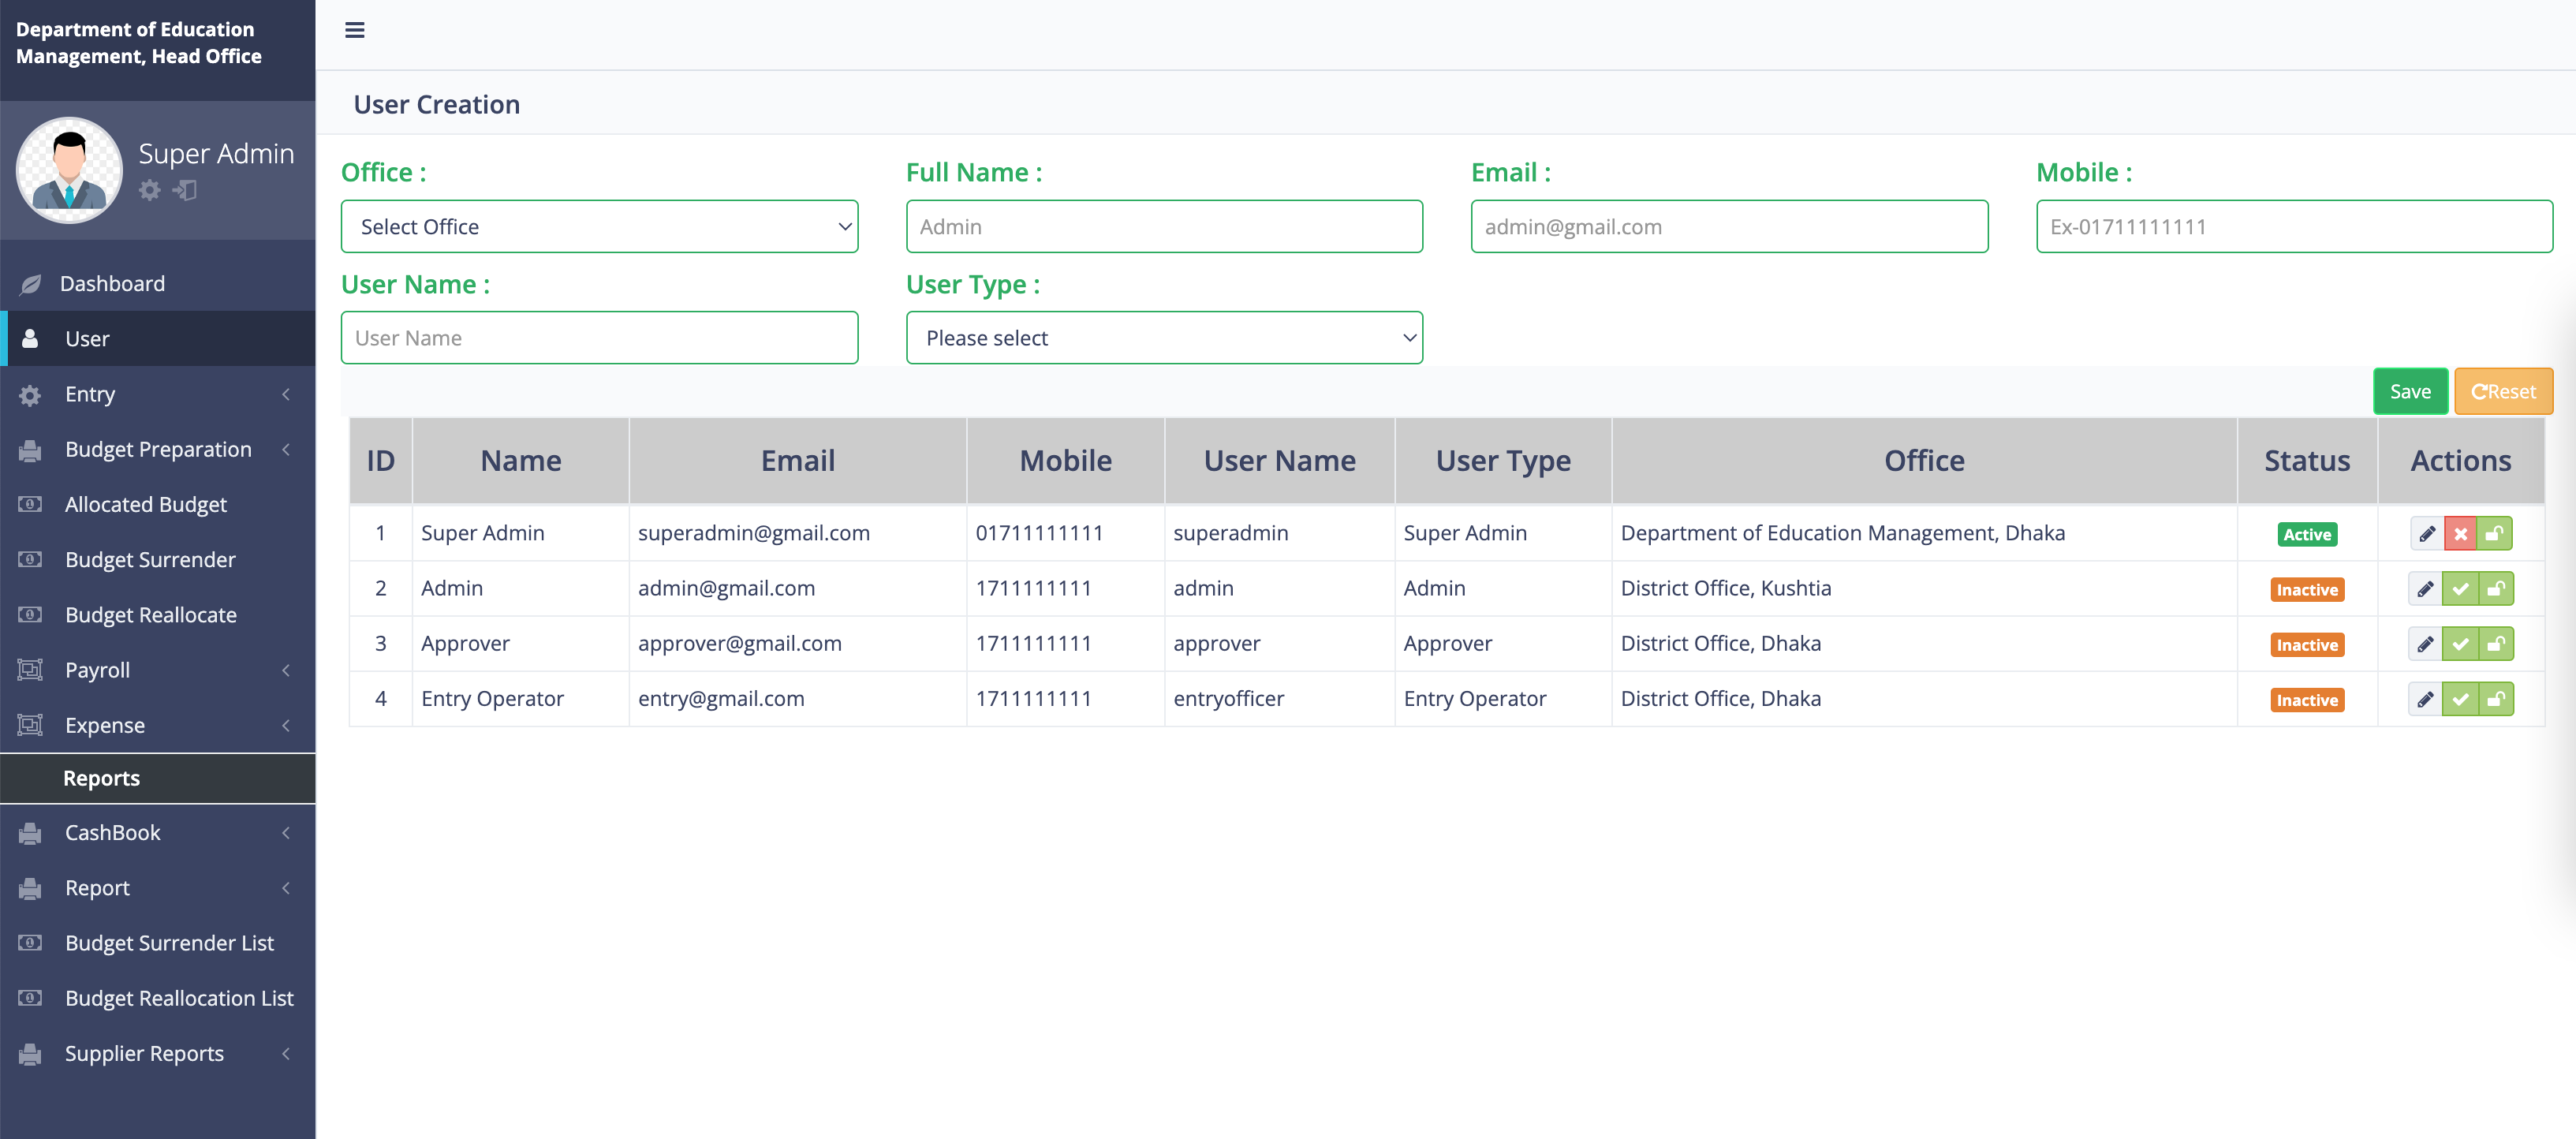 Department of Education
Management, Head Office
Super Admin
Dashboard
User
Entry
Budget Preparation
Allocated Budget
Budget Surrender
Budget Reallocate
Payroll
Expense
Reports
CashBook
Report
Budget Surrender List
Budget Reallocation List
Supplier Reports
User Creation
Office : Full Name : Email : Mobile :
Select Office Admin admin@gmail.com Ex-01711111111
User Name : User Type :
User Name Please select
Save Reset
ID Name Email Mobile User Name User Type Office Status Actions
1 Super Admin superadmin@gmail.com 01711111111 superadmin Super Admin Department of Education Management, Dhaka Active
2 Admin admin@gmail.com 1711111111 admin Admin District Office, Kushtia Inactive
3 Approver approver@gmail.com 1711111111 approver Approver District Office, Dhaka Inactive
4 Entry Operator entry@gmail.com 1711111111 entryofficer Entry Operator District Office, Dhaka Inactive